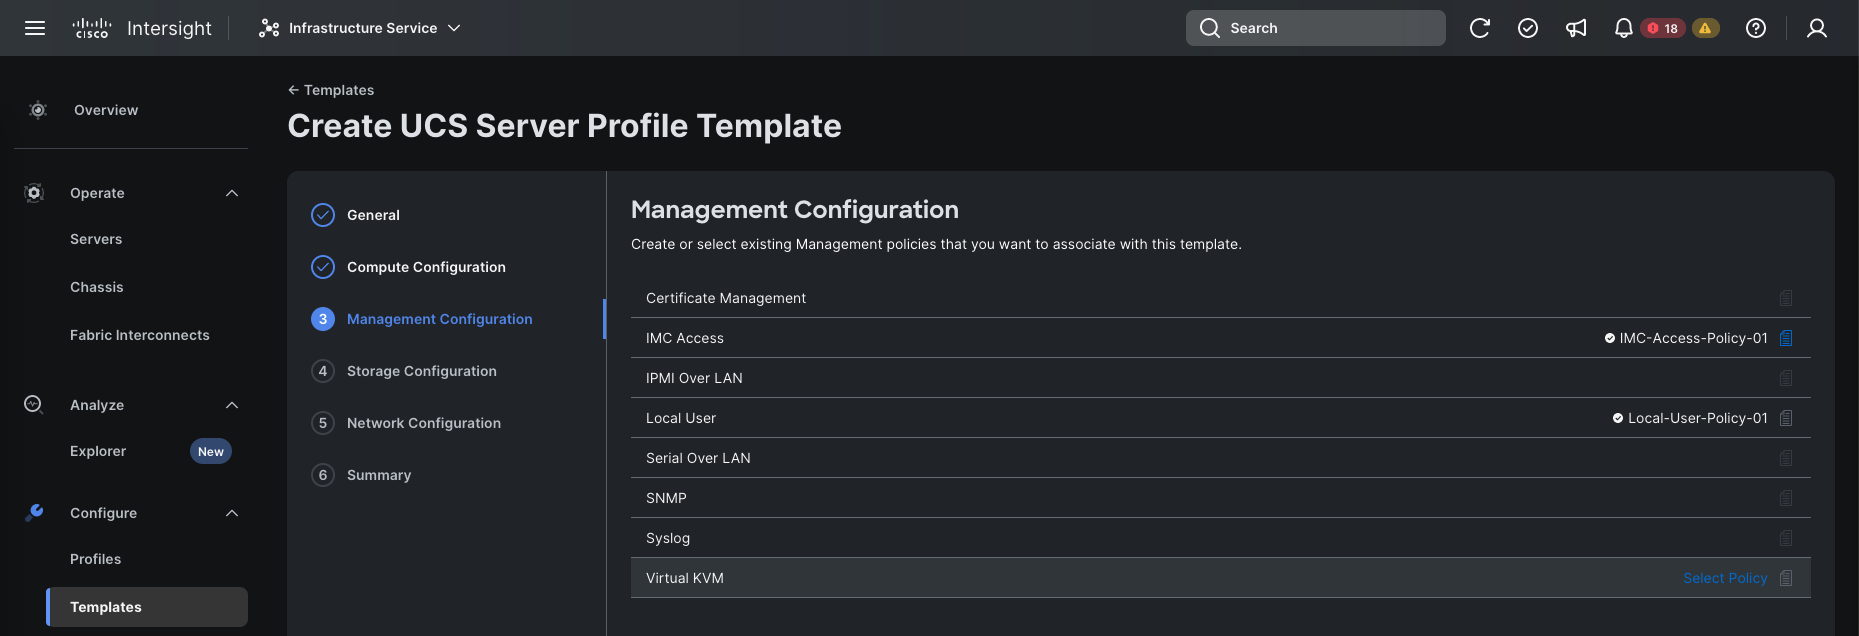 CISCO Intersight Infrastructure Service Search 18
Overview
Operate
Servers
Chassis
Fabric Interconnects
Analyze
Explorer New
Configure
Profiles
Templates
← Templates
Create UCS Server Profile Template
General
Compute Configuration
3 Management Configuration
4 Storage Configuration
5 Network Configuration
6 Summary
Management Configuration
Create or select existing Management policies that you want to associate with this template.
Certificate Management
IMC Access IMC-Access-Policy-01
IPMI Over LAN
Local User Local-User-Policy-01
Serial Over LAN
SNMP
Syslog
Virtual KVM Select Policy